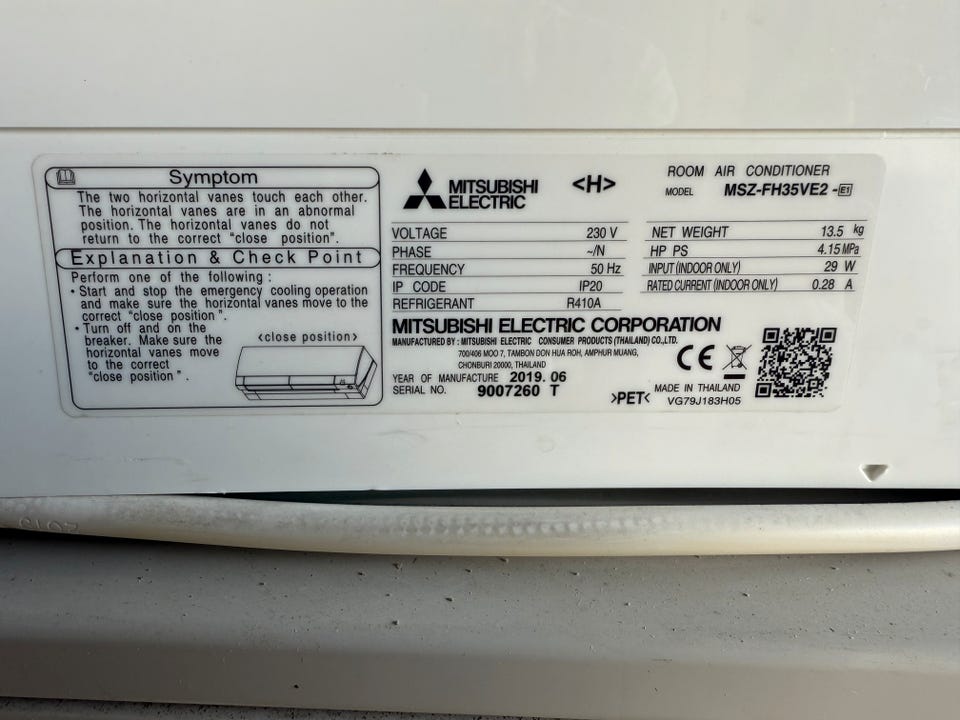 Symptom
The two horizontal vanes touch each other.
The horizontal vanes are in an abnormal
position. The horizontal vanes do not
return to the correct “close position”.
Explanation & Check Point
Perform one of the following :
• Start and stop the emergency cooling operation
and make sure the horizontal vanes move to the
correct “close position”.
• Turn off and on the
breaker. Make sure the
horizontal vanes move
to the correct
“close position”.
<close position>
MITSUBISHI
ELECTRIC
<H>
ROOM AIR CONDITIONER
MODEL MSZ-FH35VE2 -E1
VOLTAGE 230 V
PHASE ~/N
FREQUENCY 50 Hz
IP CODE IP20
REFRIGERANT R410A
NET WEIGHT 13.5 kg
HP PS 4.15 MPa
INPUT (INDOOR ONLY) 29 W
RATED CURRENT (INDOOR ONLY) 0.28 A
MITSUBISHI ELECTRIC CORPORATION
MANUFACTURED BY : MITSUBISHI ELECTRIC CONSUMER PRODUCTS (THAILAND) CO.,LTD.
700/406 MOO 7, TAMBON DON HUA ROH, AMPHUR MUANG,
CHONBURI 20000, THAILAND
YEAR OF MANUFACTURE 2019. 06
SERIAL NO. 9007260 T
>PET<
CE
MADE IN THAILAND
VG79J183H05